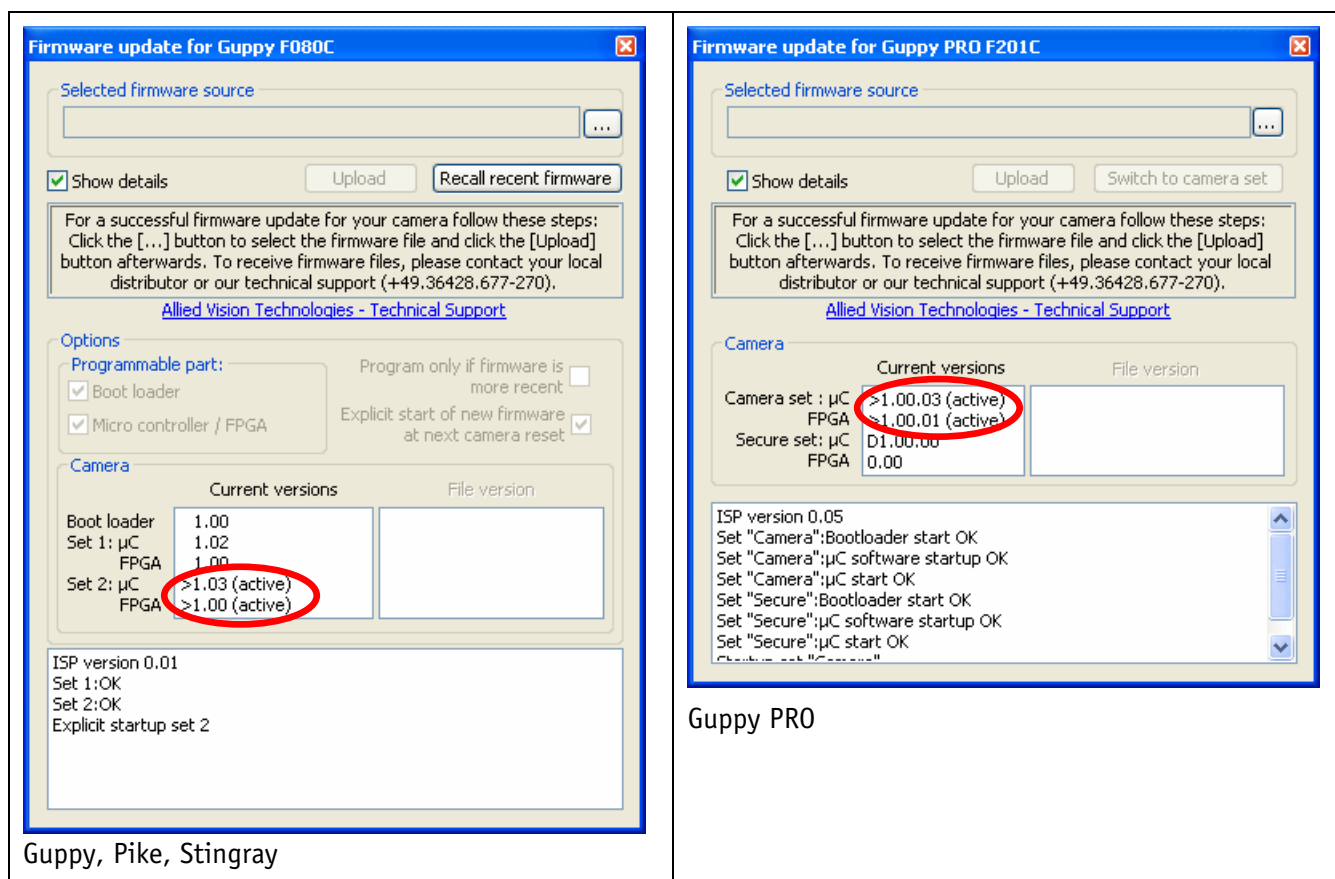 Firmware update for Guppy F080C
Selected firmware source
...
Show details
Upload
Recall recent firmware
For a successful firmware update for your camera follow these steps:
Click the [...] button to select the firmware file and click the [Upload]
button afterwards. To receive firmware files, please contact your local
distributor or our technical support (+49.36428.677-270).
Allied Vision Technologies - Technical Support
Options
Programmable part:
Boot loader
Micro controller / FPGA
Program only if firmware is
more recent
Explicit start of new firmware
at next camera reset
Camera
Current versions
File version
Boot loader 1.00
Set 1: µC 1.02
FPGA 1.00
Set 2: µC >1.03 (active)
FPGA >1.00 (active)
ISP version 0.01
Set 1:OK
Set 2:OK
Explicit startup set 2
Guppy, Pike, Stingray
Firmware update for Guppy PRO F201C
Selected firmware source
...
Show details
Upload
Switch to camera set
For a successful firmware update for your camera follow these steps:
Click the [...] button to select the firmware file and click the [Upload]
button afterwards. To receive firmware files, please contact your local
distributor or our technical support (+49.36428.677-270).
Allied Vision Technologies - Technical Support
Camera
Current versions
File version
Camera set : µC >1.00.03 (active)
FPGA >1.00.01 (active)
Secure set: µC D1.00.00
FPGA 0.00
ISP version 0.05
Set "Camera":Bootloader start OK
Set "Camera":µC software startup OK
Set "Camera":µC start OK
Set "Secure":Bootloader start OK
Set "Secure":µC software startup OK
Set "Secure":µC start OK
Startup set "Camera"
Guppy PRO